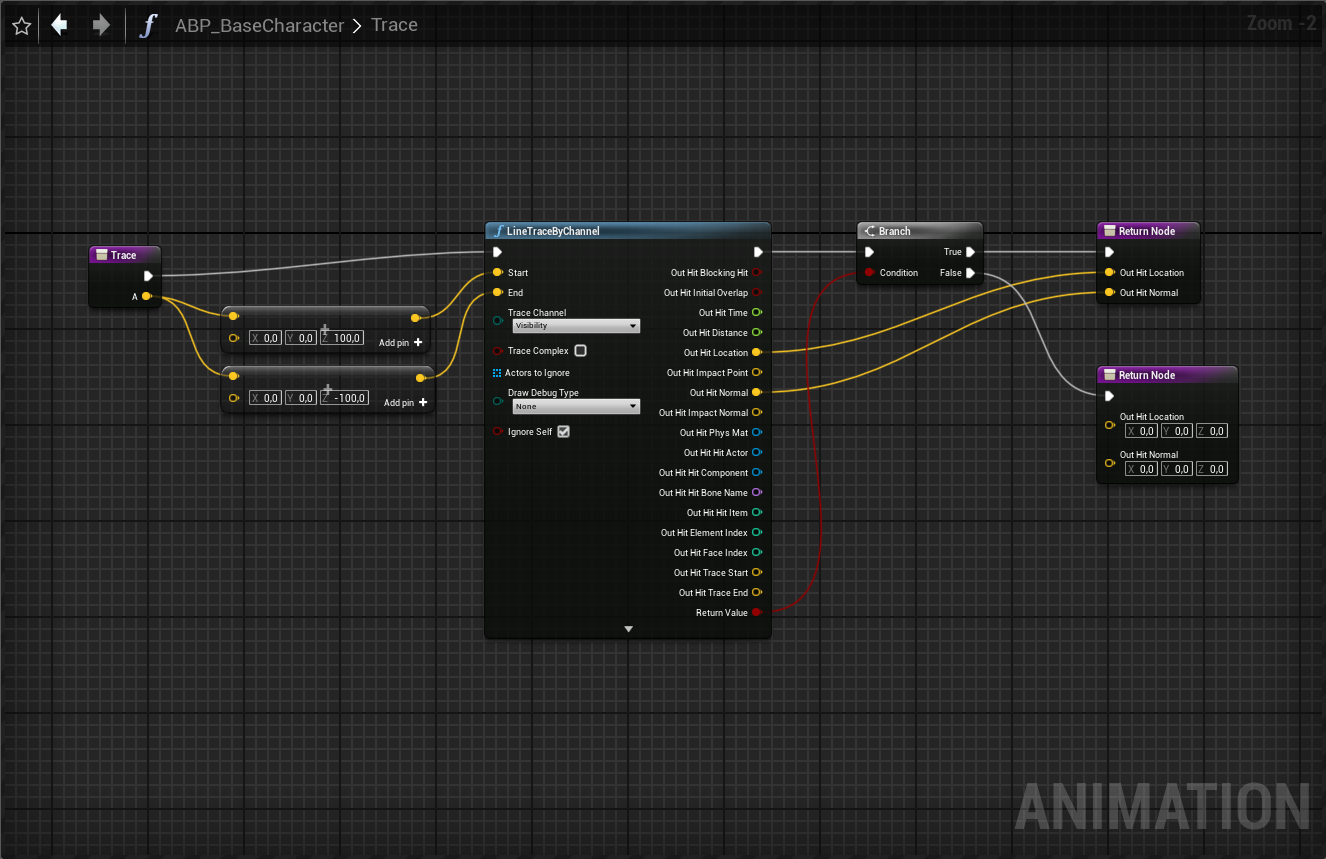 ABP_BaseCharacter > Trace
Zoom -2
Trace
A
X 0,0 Y 0,0 Z 100,0
Add pin +
X 0,0 Y 0,0 Z -100,0
Add pin +
LineTraceByChannel
Start
End
Trace Channel
Visibility
Trace Complex
Actors to Ignore
Draw Debug Type
None
Ignore Self
Out Hit Blocking Hit
Out Hit Initial Overlap
Out Hit Time
Out Hit Distance
Out Hit Location
Out Hit Impact Point
Out Hit Normal
Out Hit Impact Normal
Out Hit Phys Mat
Out Hit Hit Actor
Out Hit Hit Component
Out Hit Hit Bone Name
Out Hit Hit Item
Out Hit Element Index
Out Hit Face Index
Out Hit Trace Start
Out Hit Trace End
Return Value
Branch
Condition
True
False
Return Node
Out Hit Location
Out Hit Normal
Return Node
Out Hit Location
X 0,0 Y 0,0 Z 0,0
Out Hit Normal
X 0,0 Y 0,0 Z 0,0
ANIMATION